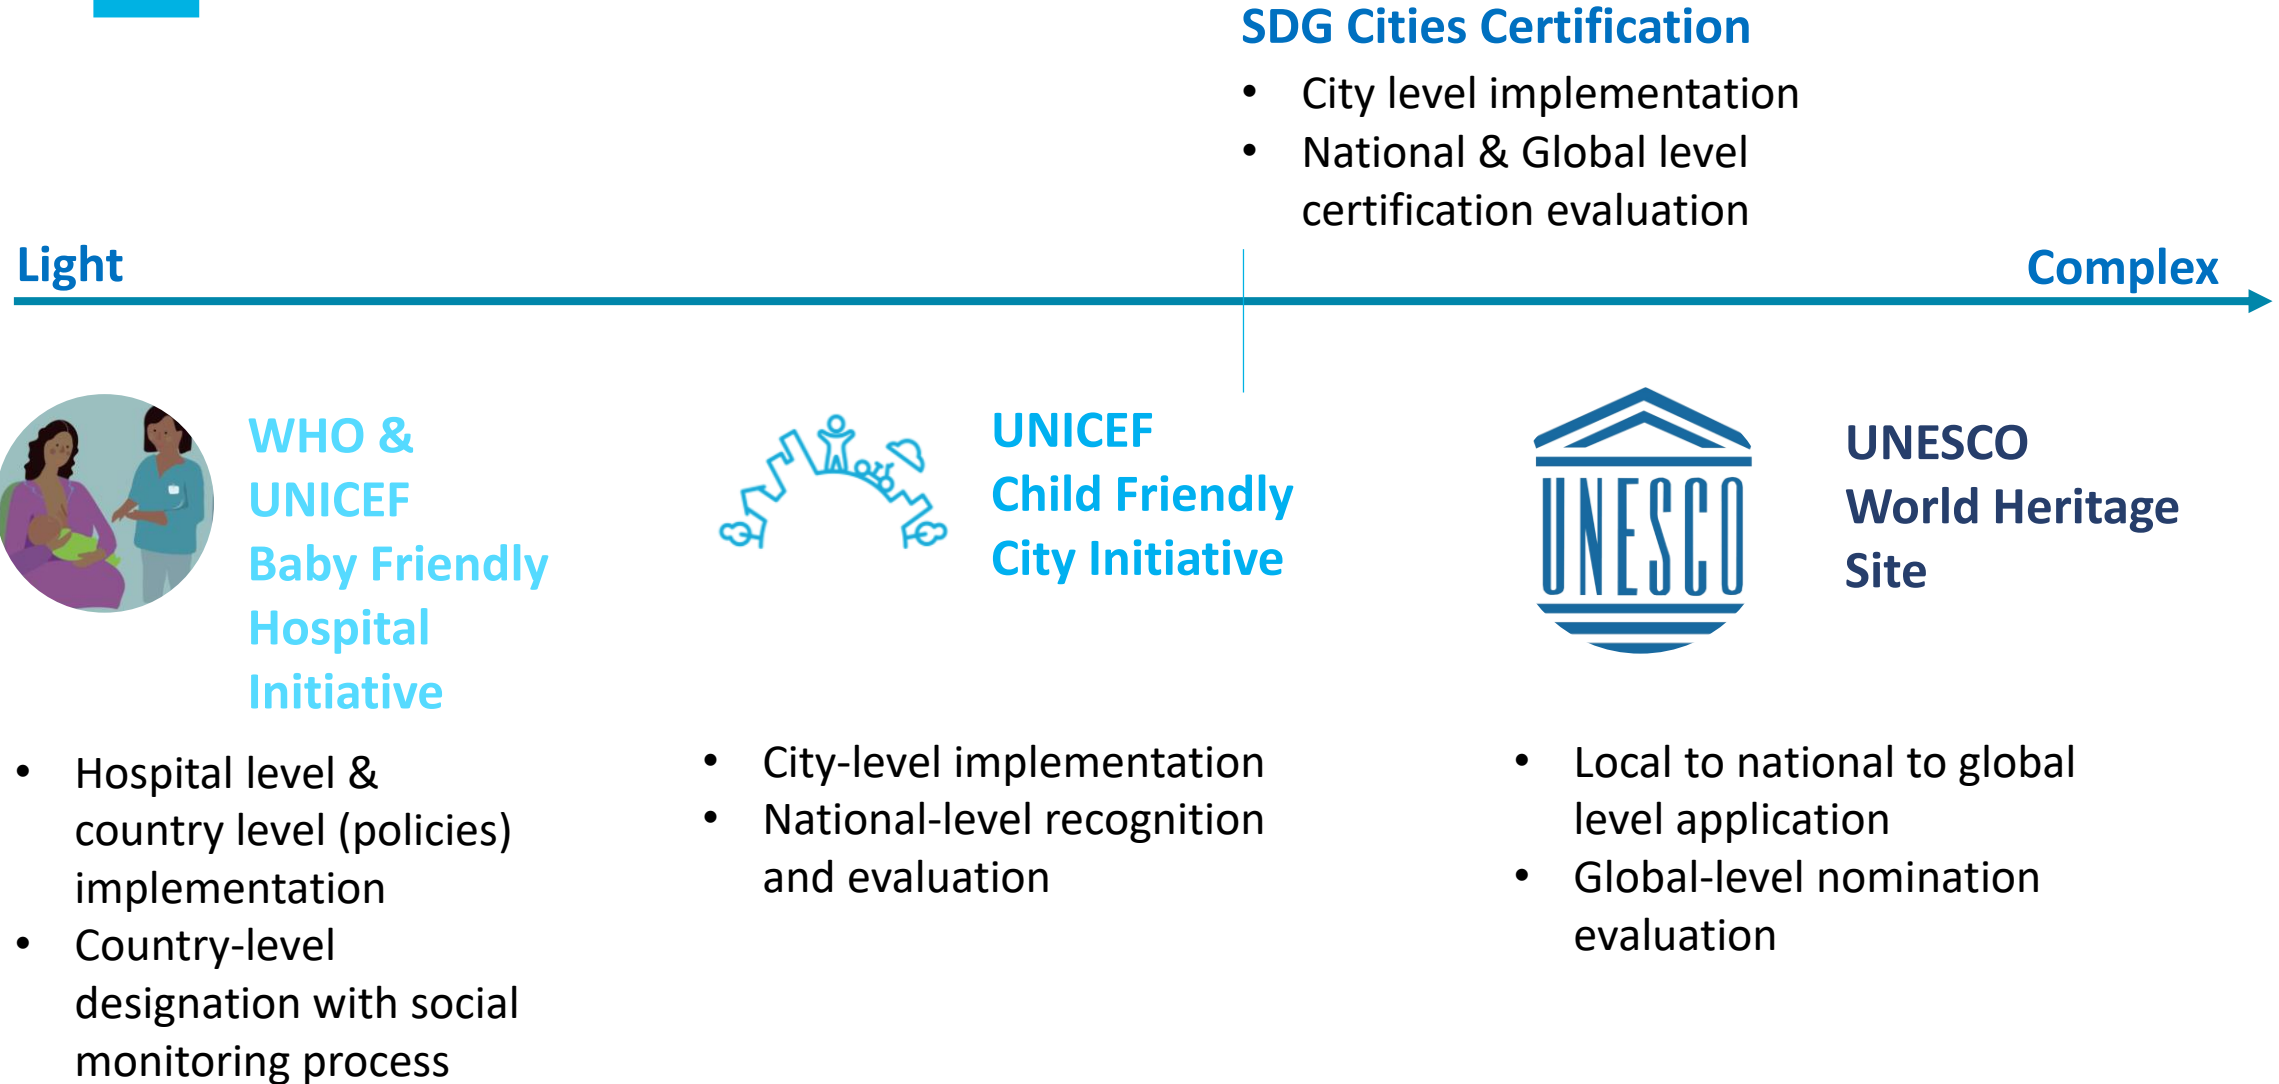 SDG Cities Certification
• City level implementation
• National & Global level
certification evaluation
Light
Complex
WHO &
UNICEF
Baby Friendly
Hospital
Initiative
• Hospital level &
country level (policies)
implementation
• Country-level
designation with social
monitoring process
UNICEF
Child Friendly
City Initiative
• City-level implementation
• National-level recognition
and evaluation
UNESCO
UNESCO
World Heritage
Site
• Local to national to global
level application
• Global-level nomination
evaluation